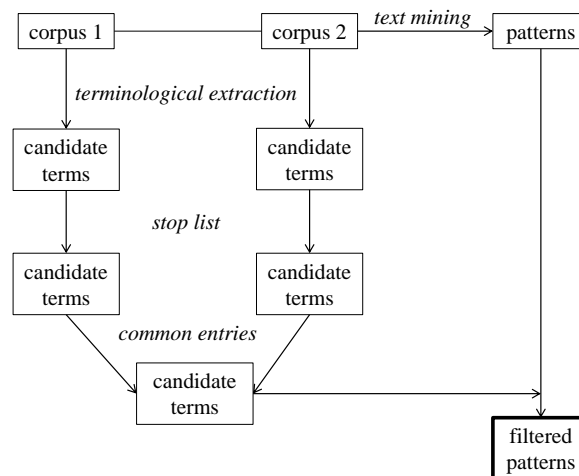 corpus 1
corpus 2
text mining
patterns
terminological extraction
candidate
terms
candidate
terms
stop list
candidate
terms
candidate
terms
common entries
candidate
terms
filtered
patterns